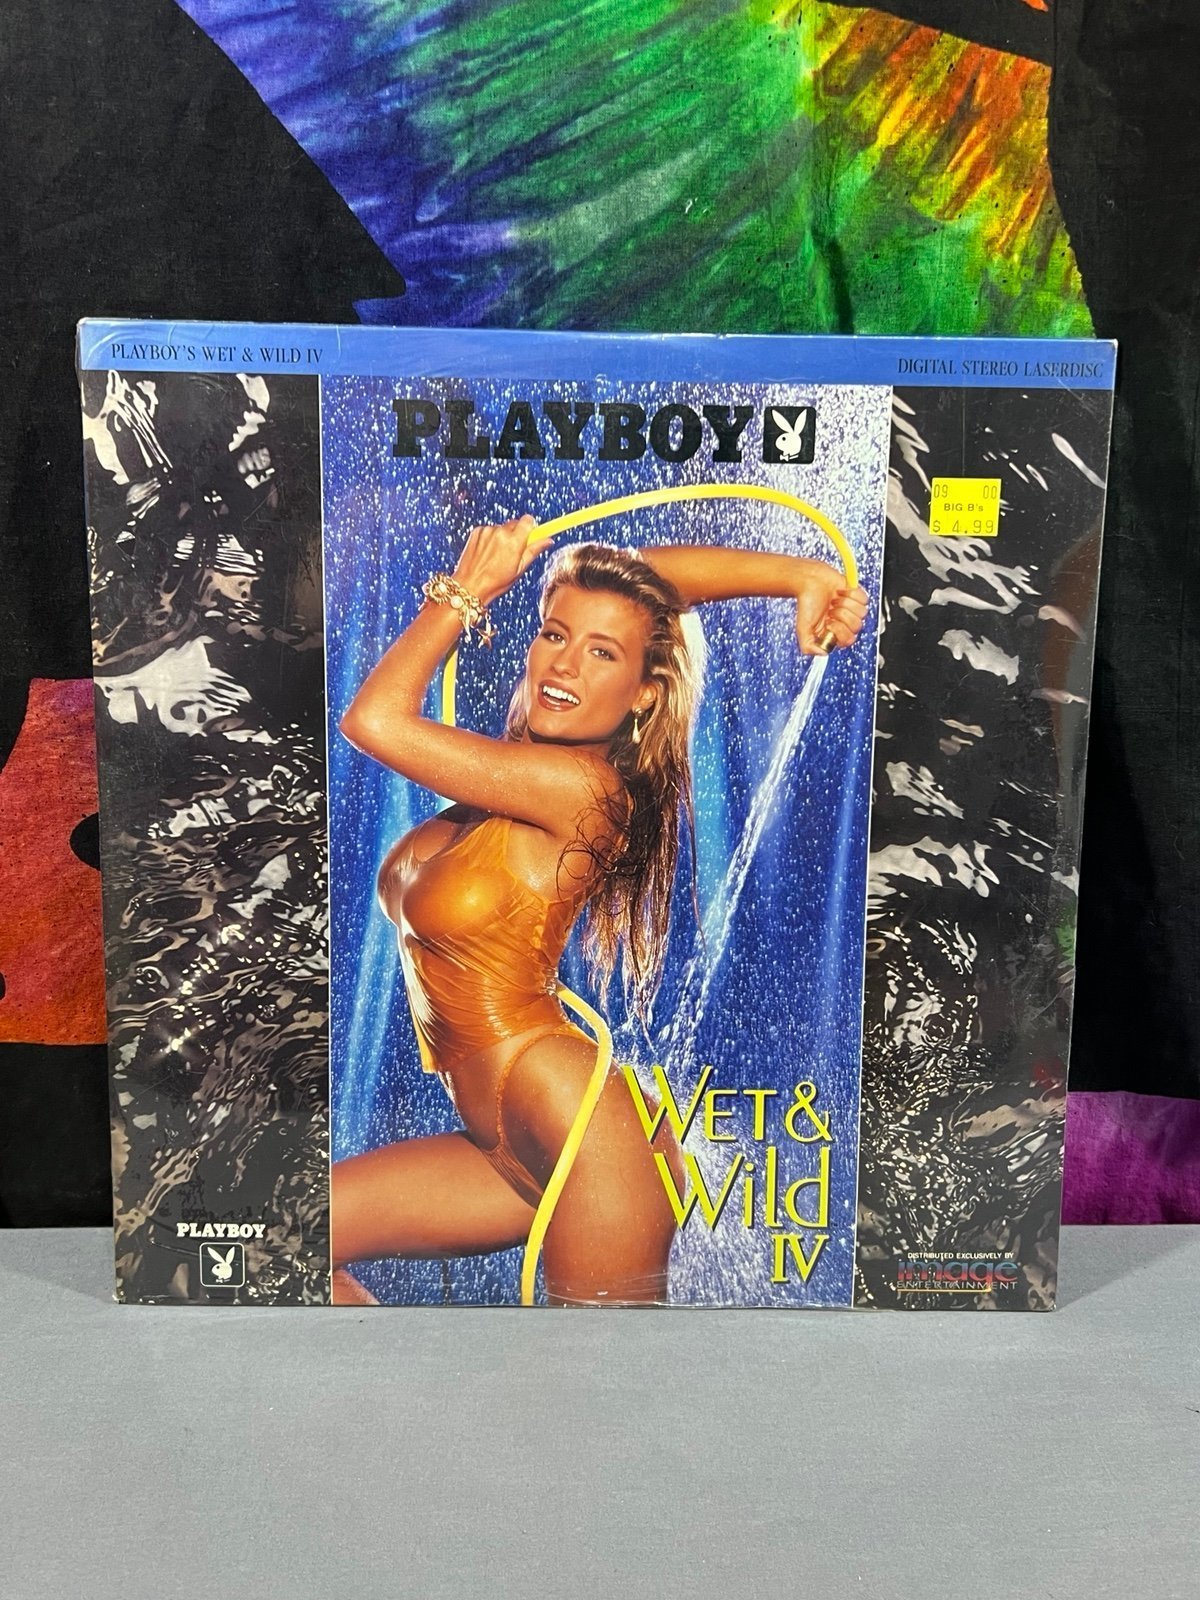 PLAYBOY'S WET & WILD IV
DIGITAL STEREO LASERDISC
PLAYBOY
09 00
BIG B's
$ 4.99
WET &
Wild
IV
PLAYBOY
DISTRIBUTED EXCLUSIVELY BY
image
ENTERTAINMENT